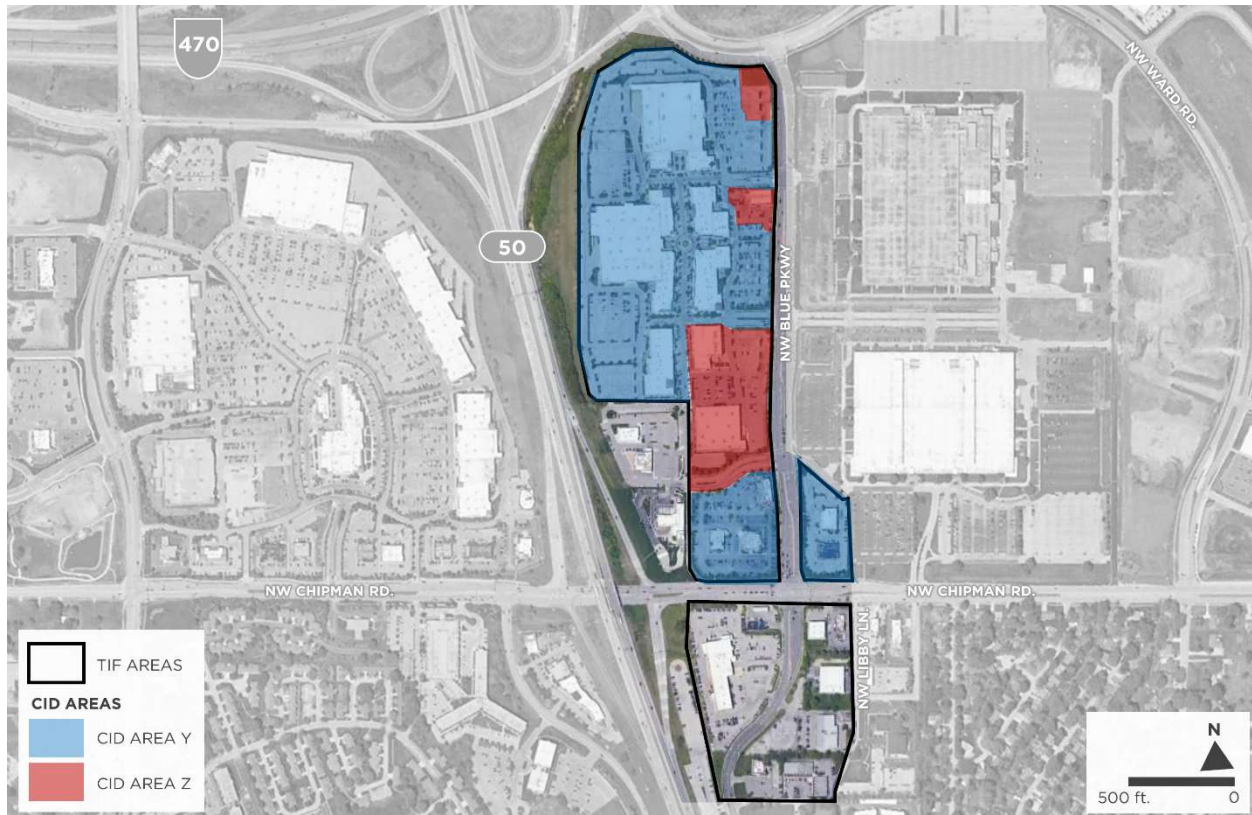 470
NW WARD RD.
50
NW BLUE PKWY
NW CHIPMAN RD.
NW CHIPMAN RD.
NW LIBBY LN.
TIF AREAS
CID AREAS
CID AREA Y
CID AREA Z
N
500 ft.
0